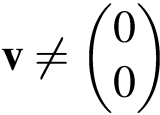 𝐯 ≠ (0
0)